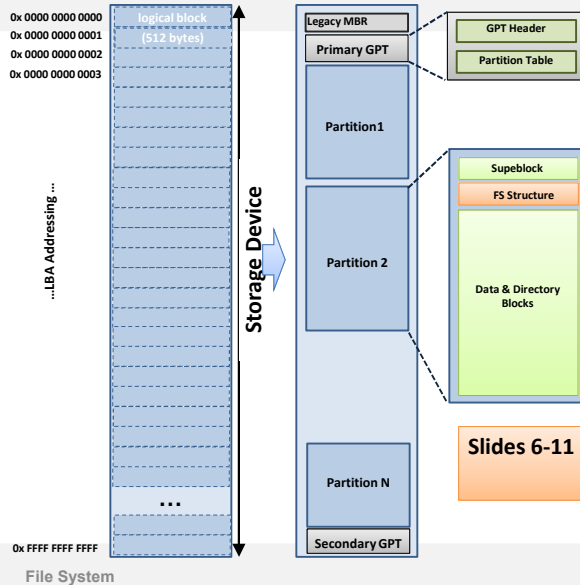 0x 0000 0000 0000
0x 0000 0000 0001
0x 0000 0000 0002
0x 0000 0000 0003
...LBA Addressing ...
0x FFFF FFFF FFFF
logical block
(512 bytes)
...
Storage Device
Legacy MBR
Primary GPT
Partition1
Partition 2
Partition N
Secondary GPT
GPT Header
Partition Table
Supeblock
FS Structure
Data & Directory
Blocks
Slides 6-11
File System